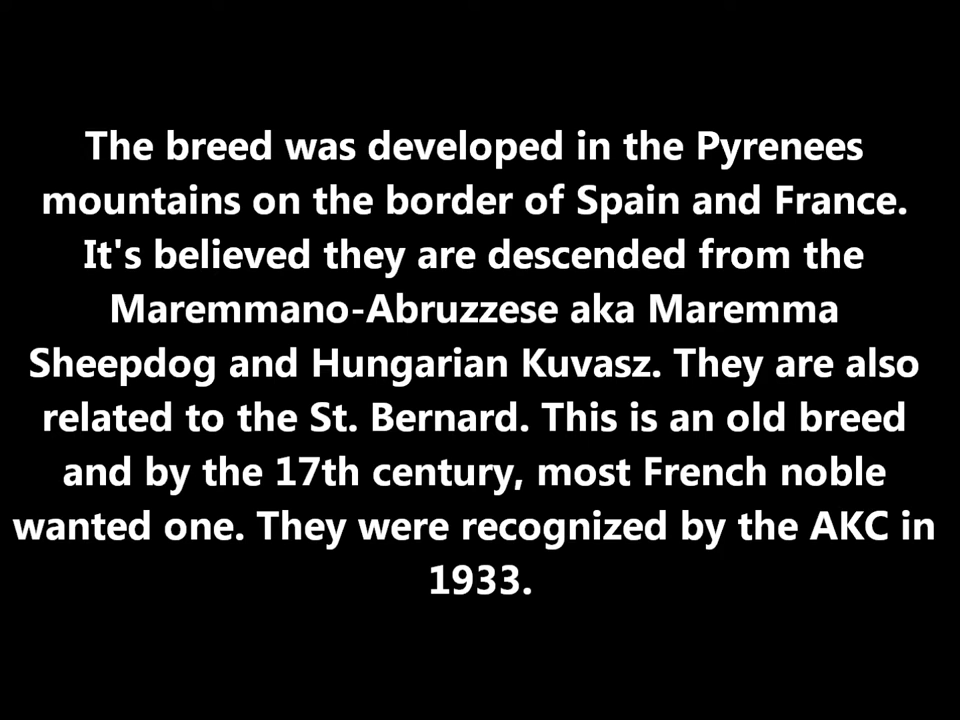 The breed was developed in the Pyrenees
mountains on the border of Spain and France.
It's believed they are descended from the
Maremmano-Abruzzese aka Maremma
Sheepdog and Hungarian Kuvasz. They are also
related to the St. Bernard. This is an old breed
and by the 17th century, most French noble
wanted one. They were recognized by the AKC in
1933.